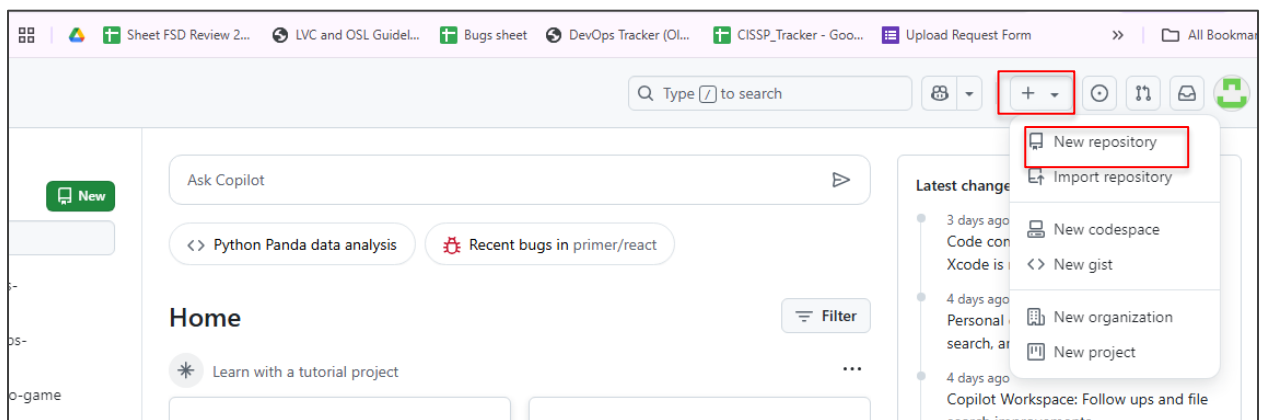 Sheet FSD Review 2...
LVC and OSL Guidel...
Bugs sheet
DevOps Tracker (Ol...
CISSP_Tracker - Goo...
Upload Request Form
All Bookmar
Type / to search
New repository
Import repository
New codespace
New gist
New organization
New project
New
s-
os-
o-game
Ask Copilot
Python Panda data analysis
Recent bugs in primer/react
Home
Filter
Learn with a tutorial project
Latest change
3 days ago
Code con
Xcode is
4 days ago
Personal
search, ar
4 days ago
Copilot Workspace: Follow ups and file
search improvements